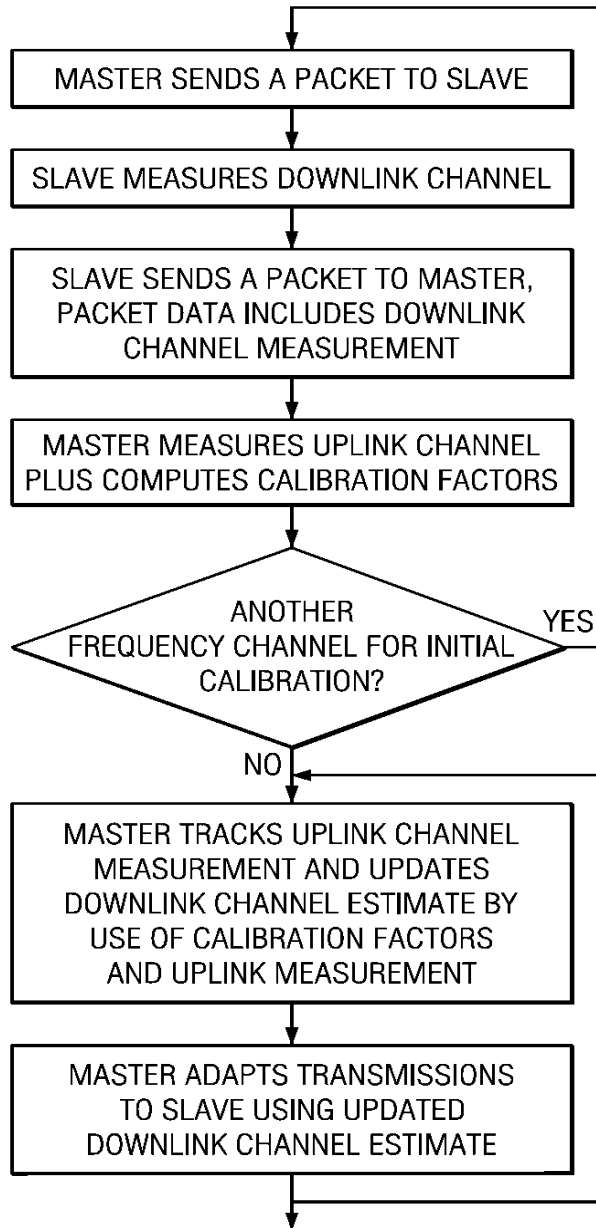 MASTER SENDS A PACKET TO SLAVE
SLAVE MEASURES DOWNLINK CHANNEL
SLAVE SENDS A PACKET TO MASTER,
PACKET DATA INCLUDES DOWNLINK
CHANNEL MEASUREMENT
MASTER MEASURES UPLINK CHANNEL
PLUS COMPUTES CALIBRATION FACTORS
ANOTHER
FREQUENCY CHANNEL FOR INITIAL
CALIBRATION?
YES
NO
MASTER TRACKS UPLINK CHANNEL
MEASUREMENT AND UPDATES
DOWNLINK CHANNEL ESTIMATE BY
USE OF CALIBRATION FACTORS
AND UPLINK MEASUREMENT
MASTER ADAPTS TRANSMISSIONS
TO SLAVE USING UPDATED
DOWNLINK CHANNEL ESTIMATE